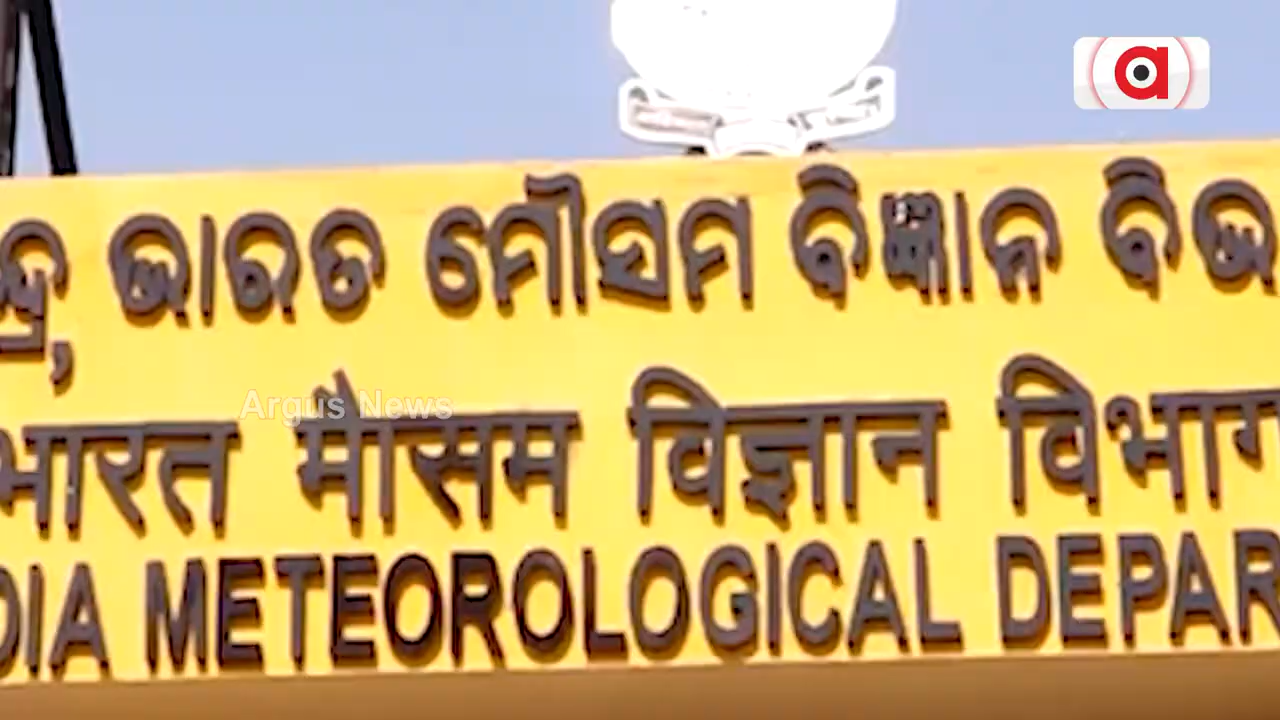 ନ୍ଦ୍ର, ଭାରତ ମୌସମ ବିଜ୍ଞାନ ବିଭ
भारत मौसम विज्ञान विभाग
DIA METEOROLOGICAL DEPAR
Argus News